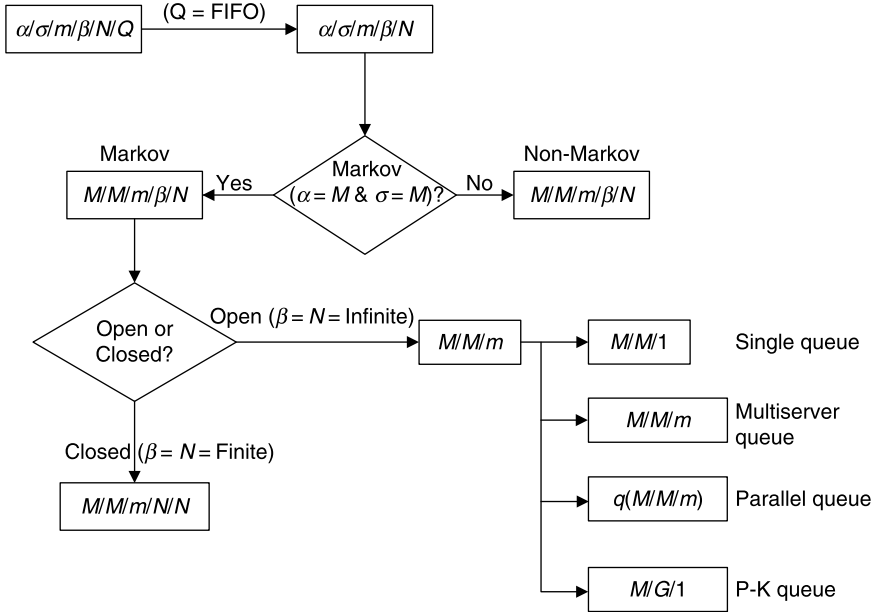 α/σ/m/β/N/Q
(Q = FIFO)
α/σ/m/β/N
Markov
Non-Markov
Markov
(α = M & σ = M)?
Yes
No
M/M/m/β/N
M/M/m/β/N
Open or
Closed?
Open (β = N = Infinite)
M/M/m
M/M/1
Single queue
M/M/m
Multiserver
queue
Closed (β = N = Finite)
M/M/m/N/N
q(M/M/m)
Parallel queue
M/G/1
P-K queue